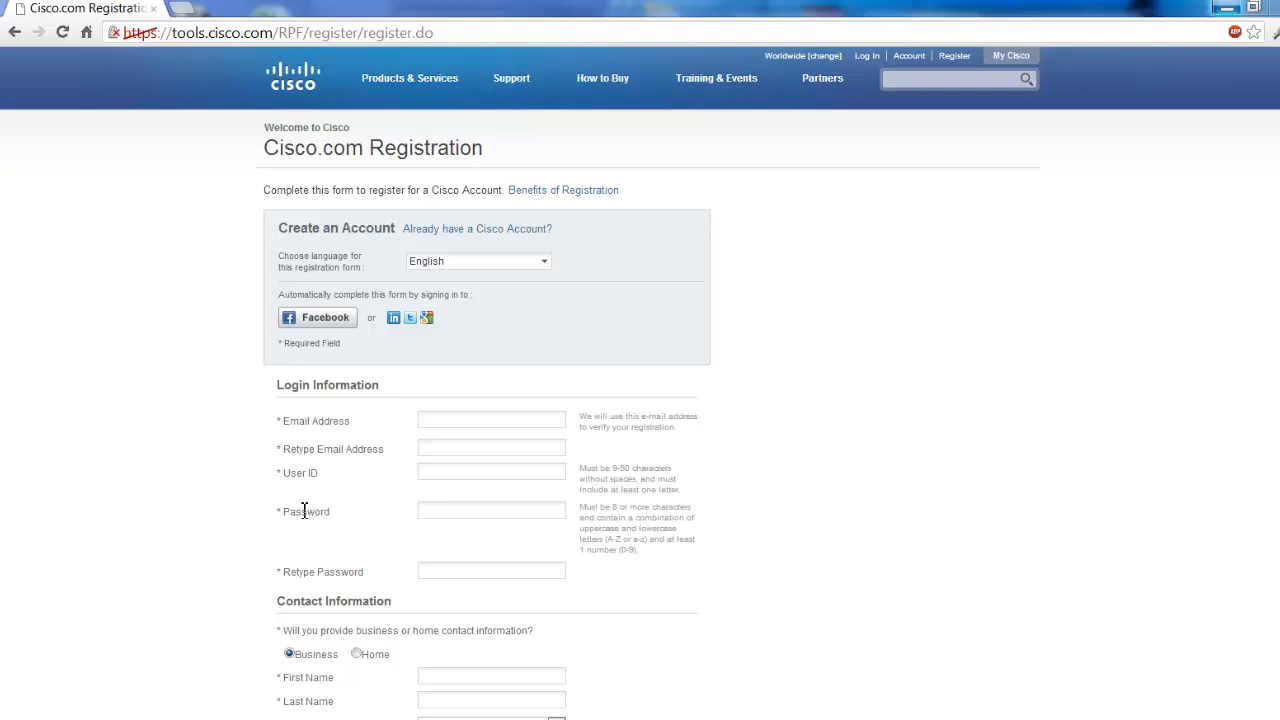 Cisco.com Registratic
https://tools.cisco.com/RPF/register/register.do
ABP
Worldwide [change] Log In Account Register My Cisco
CISCO
Products & Services Support How to Buy Training & Events Partners
Welcome to Cisco
Cisco.com Registration
Complete this form to register for a Cisco Account. Benefits of Registration
Create an Account Already have a Cisco Account?
Choose language for
this registration form :
English
Automatically complete this form by signing in to :
Facebook or
* Required Field
Login Information
* Email Address
We will use this e-mail address
to verify your registration.
* Retype Email Address
* User ID
Must be 9-50 characters
without spaces, and must
include at least one letter.
* Password
Must be 8 or more characters
and contain a combination of
uppercase and lowercase
letters (A-Z or a-z) and at least
1 number (0-9).
* Retype Password
Contact Information
* Will you provide business or home contact information?
Business Home
* First Name
* Last Name